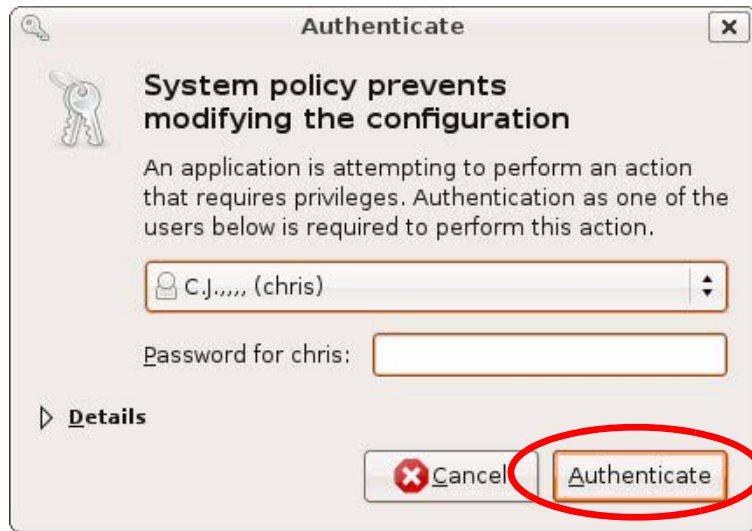 Authenticate
System policy prevents
modifying the configuration
An application is attempting to perform an action
that requires privileges. Authentication as one of the
users below is required to perform this action.
C.J.,,,, (chris)
Password for chris:
Details
Cancel Authenticate